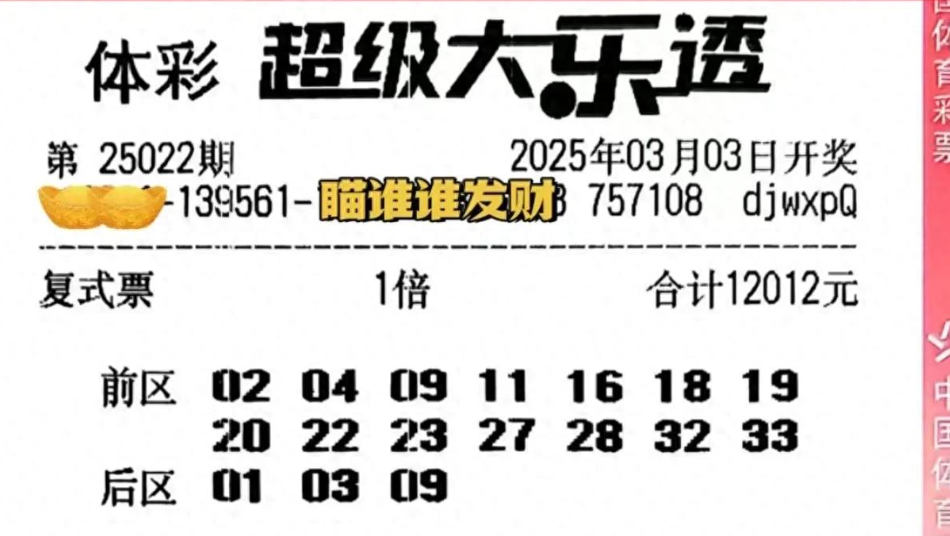 体彩 超级大乐透
第 25022期 2025年03月03日开奖
-139561- 瞄谁谁发财 757108 djwxpQ
复式票 1倍 合计12012元
前区 02 04 09 11 16 18 19
20 22 23 27 28 32 33
后区 01 03 09
国体育彩票
中国体育